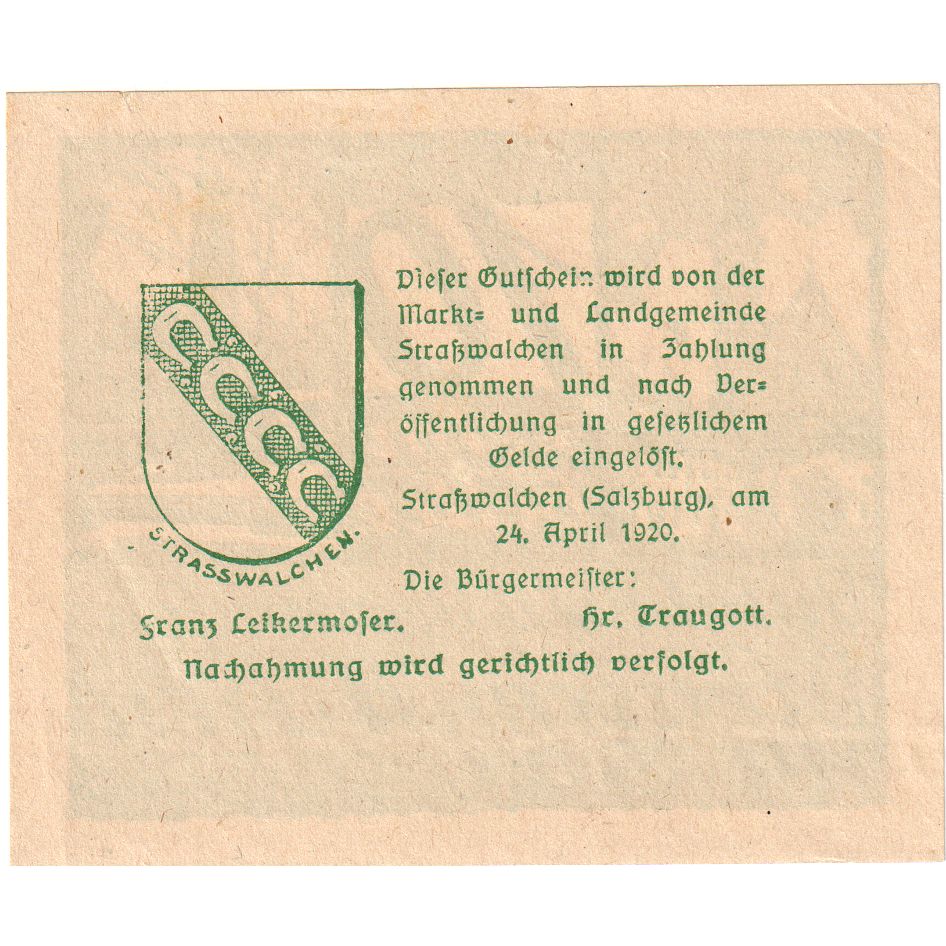 CCCC
STRASSWALCHEN.
Dieser Gutschein wird von der
Markt= und Landgemeinde
Straßwalchen in Zahlung
genommen und nach Ver=
öffentlichung in gesetzlichem
Gelde eingelöst.
Straßwalchen (Salzburg), am
24. April 1920.
Die Bürgermeister:
Franz Leikermoser. Hr. Traugott.
Nachahmung wird gerichtlich verfolgt.